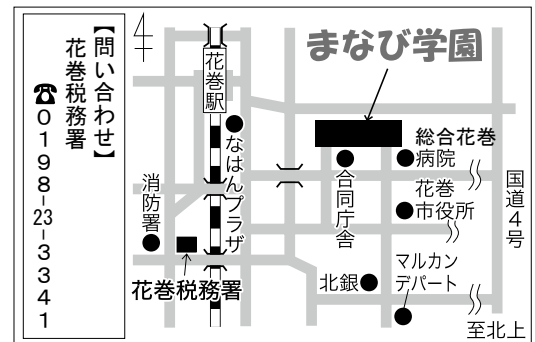 【問い合わせ】
花巻税務署
☎0198-23-3341
花巻駅
まなび学園
なはんプラザ
総合花巻
病院
合同庁舎
花巻
市役所
国道4号
消防署
花巻税務署
北銀
マルカン
デパート
至北上